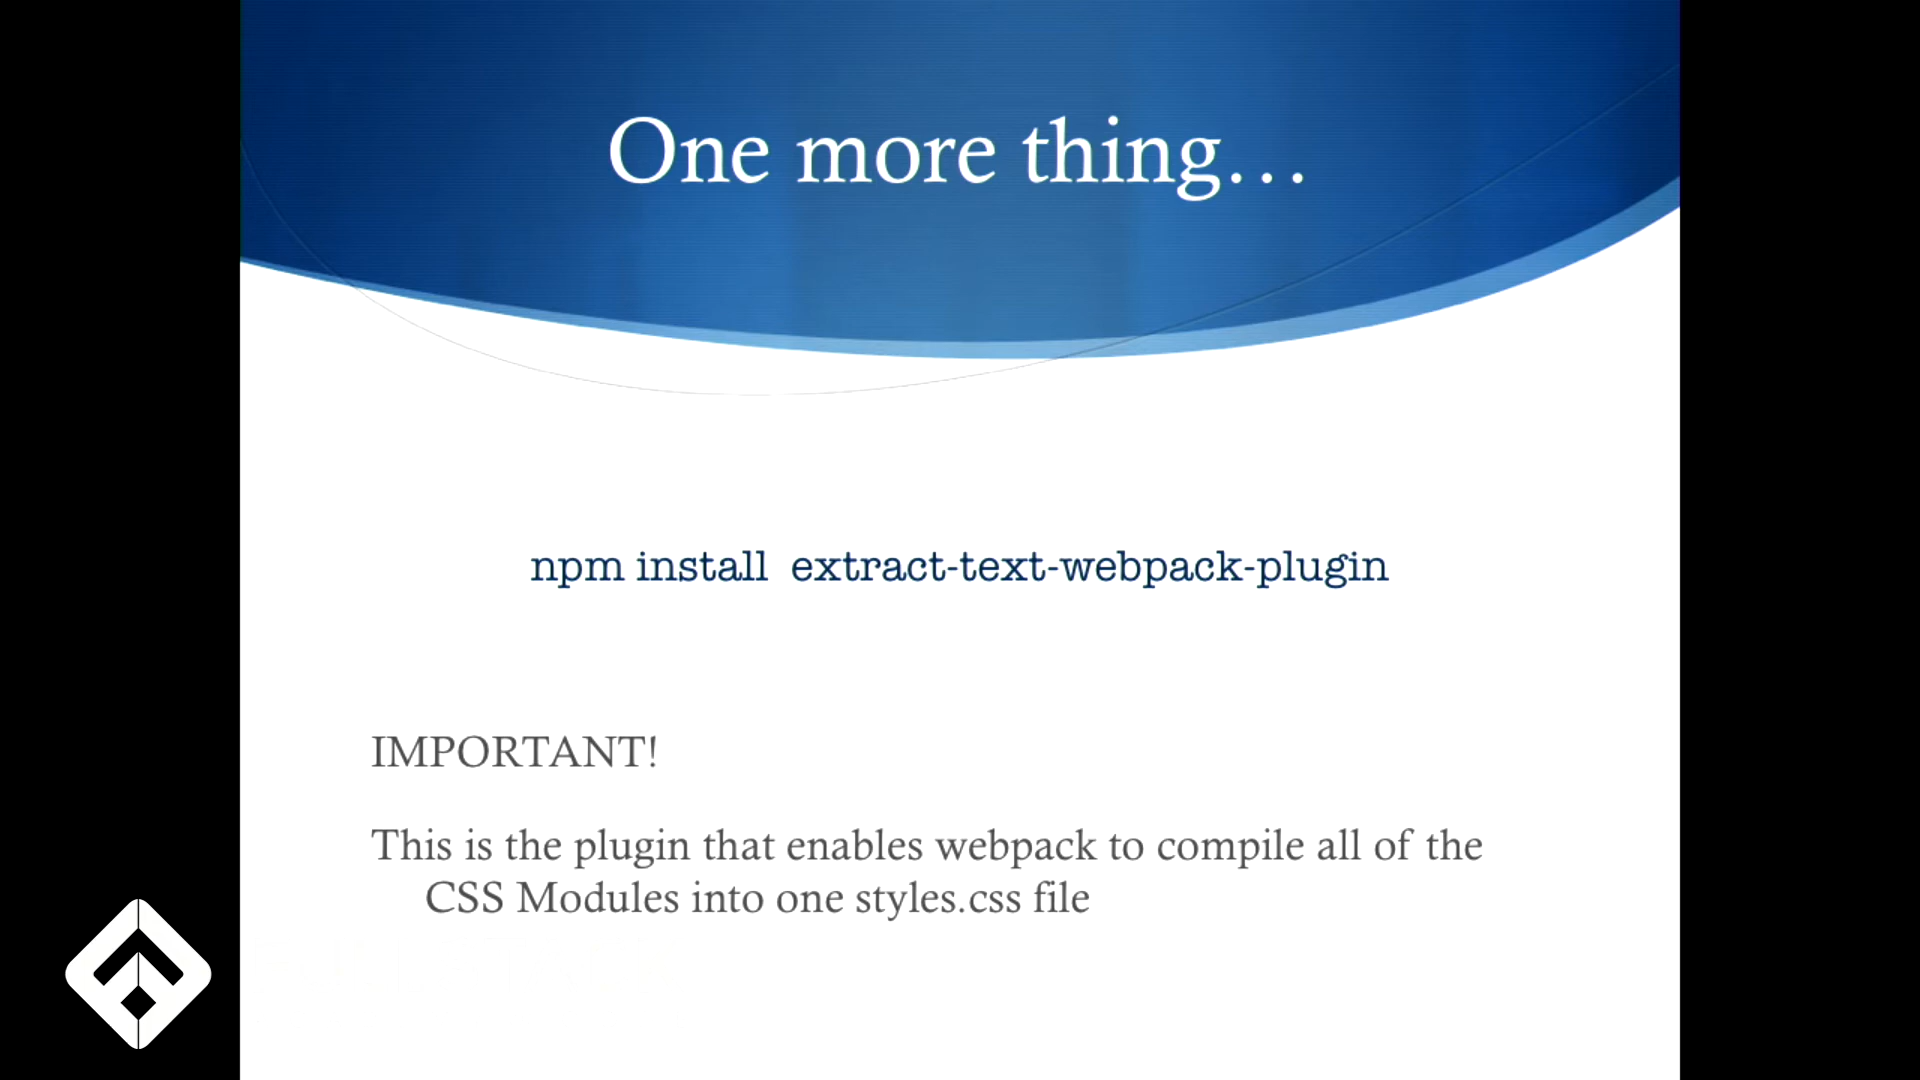 One more thing…
npm install  extract-text-webpack-plugin
IMPORTANT!
This is the plugin that enables webpack to compile all of the
CSS Modules into one styles.css file